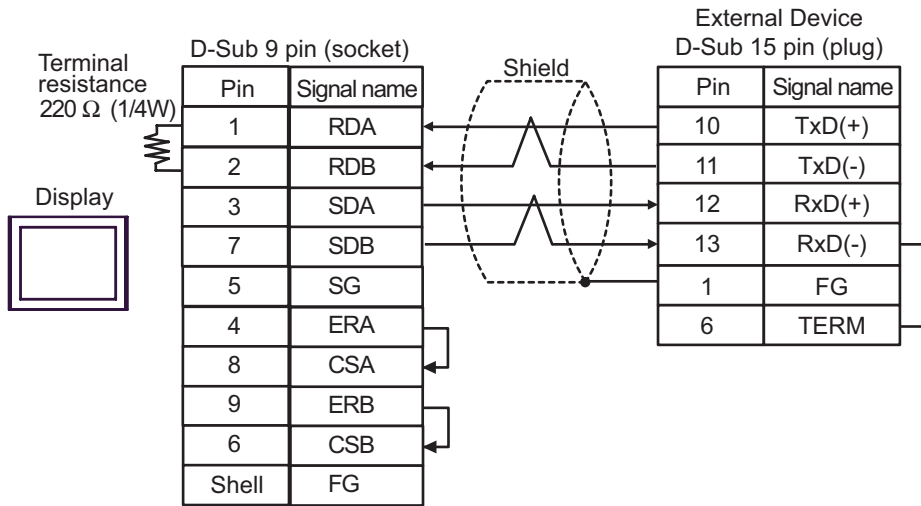 External Device
D-Sub 9 pin (socket)
D-Sub 15 pin (plug)
Terminal
resistance
220 Ω (1/4W)
Shield
Display
Pin Signal name
1 RDA
2 RDB
3 SDA
7 SDB
5 SG
4 ERA
8 CSA
9 ERB
6 CSB
Shell FG
Pin Signal name
10 TxD(+)
11 TxD(-)
12 RxD(+)
13 RxD(-)
1 FG
6 TERM